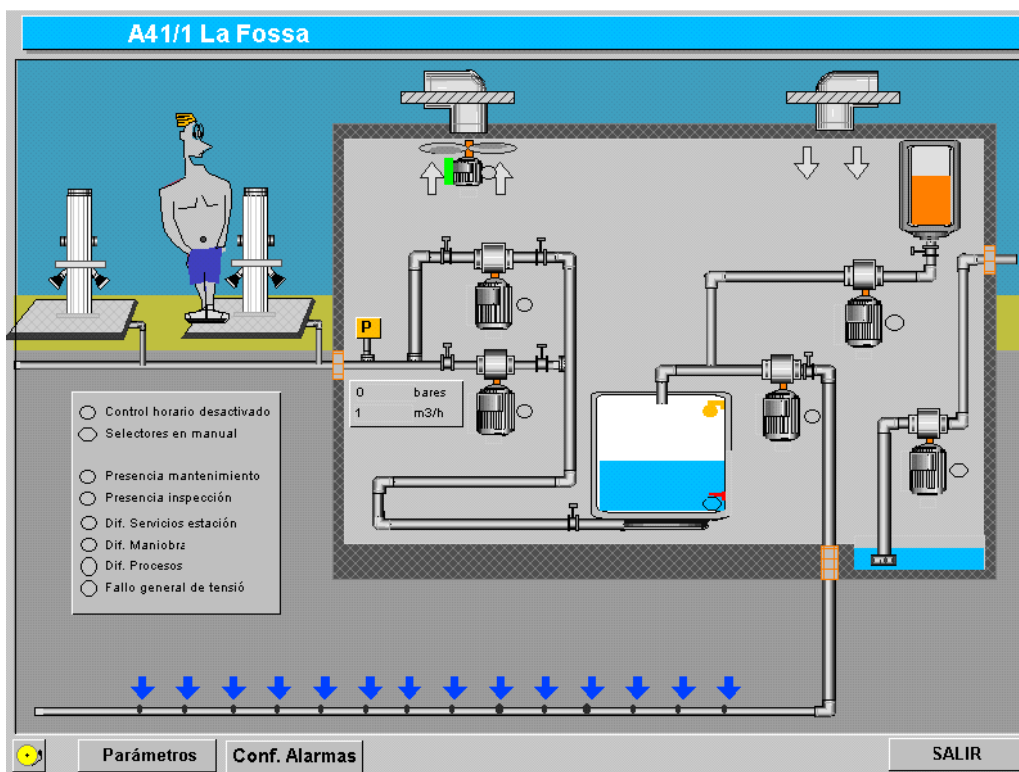 A41/1 La Fossa
P
0 bares
1 m3/h
Control horario desactivado
Selectores en manual
Presencia mantenimiento
Presencia inspección
Dif. Servicios estación
Dif. Maniobra
Dif. Procesos
Fallo general de tensió
Parámetros
Conf. Alarmas
SALIR